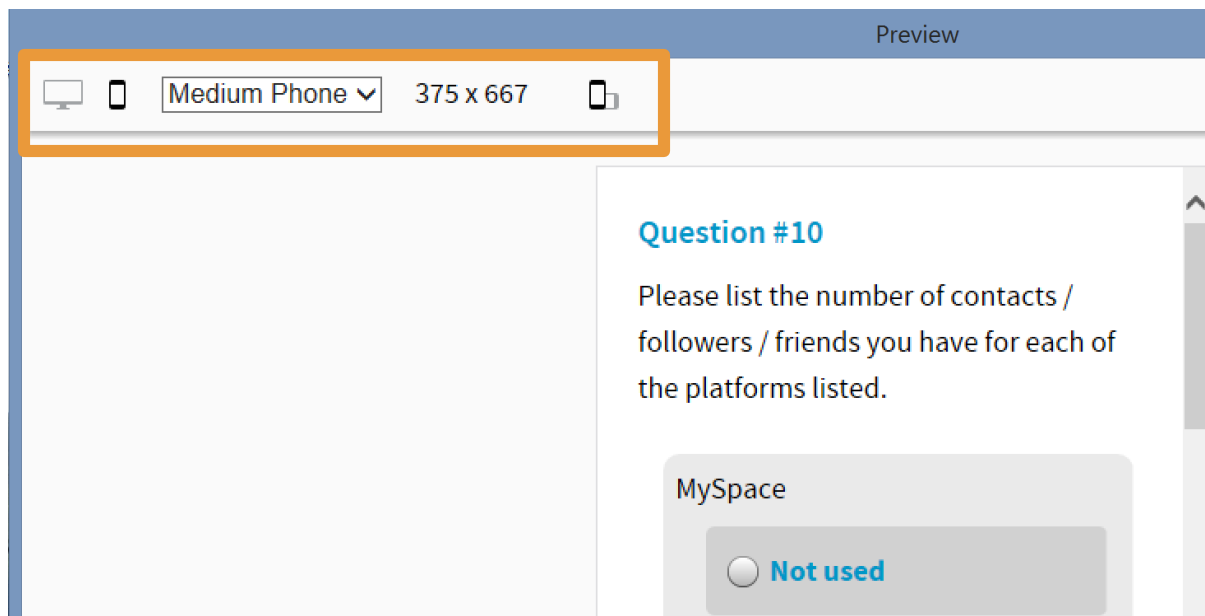 Preview
Medium Phone 375 x 667
Question #10
Please list the number of contacts /
followers / friends you have for each of
the platforms listed.
MySpace
Not used